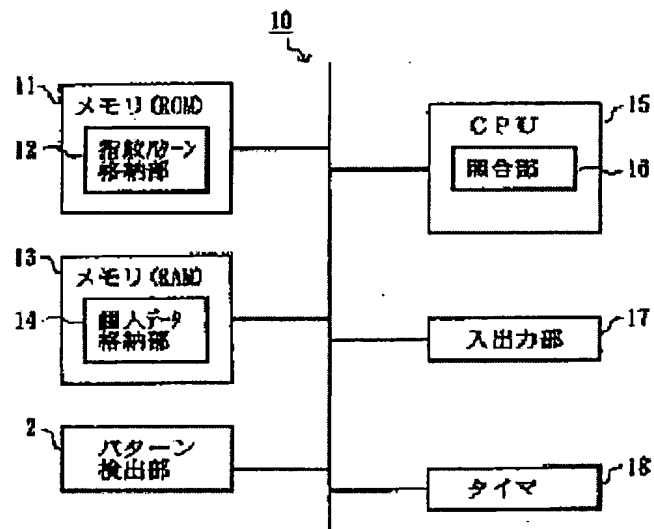 10
11
メモリ(ROM)
12
指紋パターン
格納部
13
メモリ(RAM)
14
個人データ
格納部
2
パターン
検出部
15
CPU
照合部
16
入出力部
17
タイマ
18